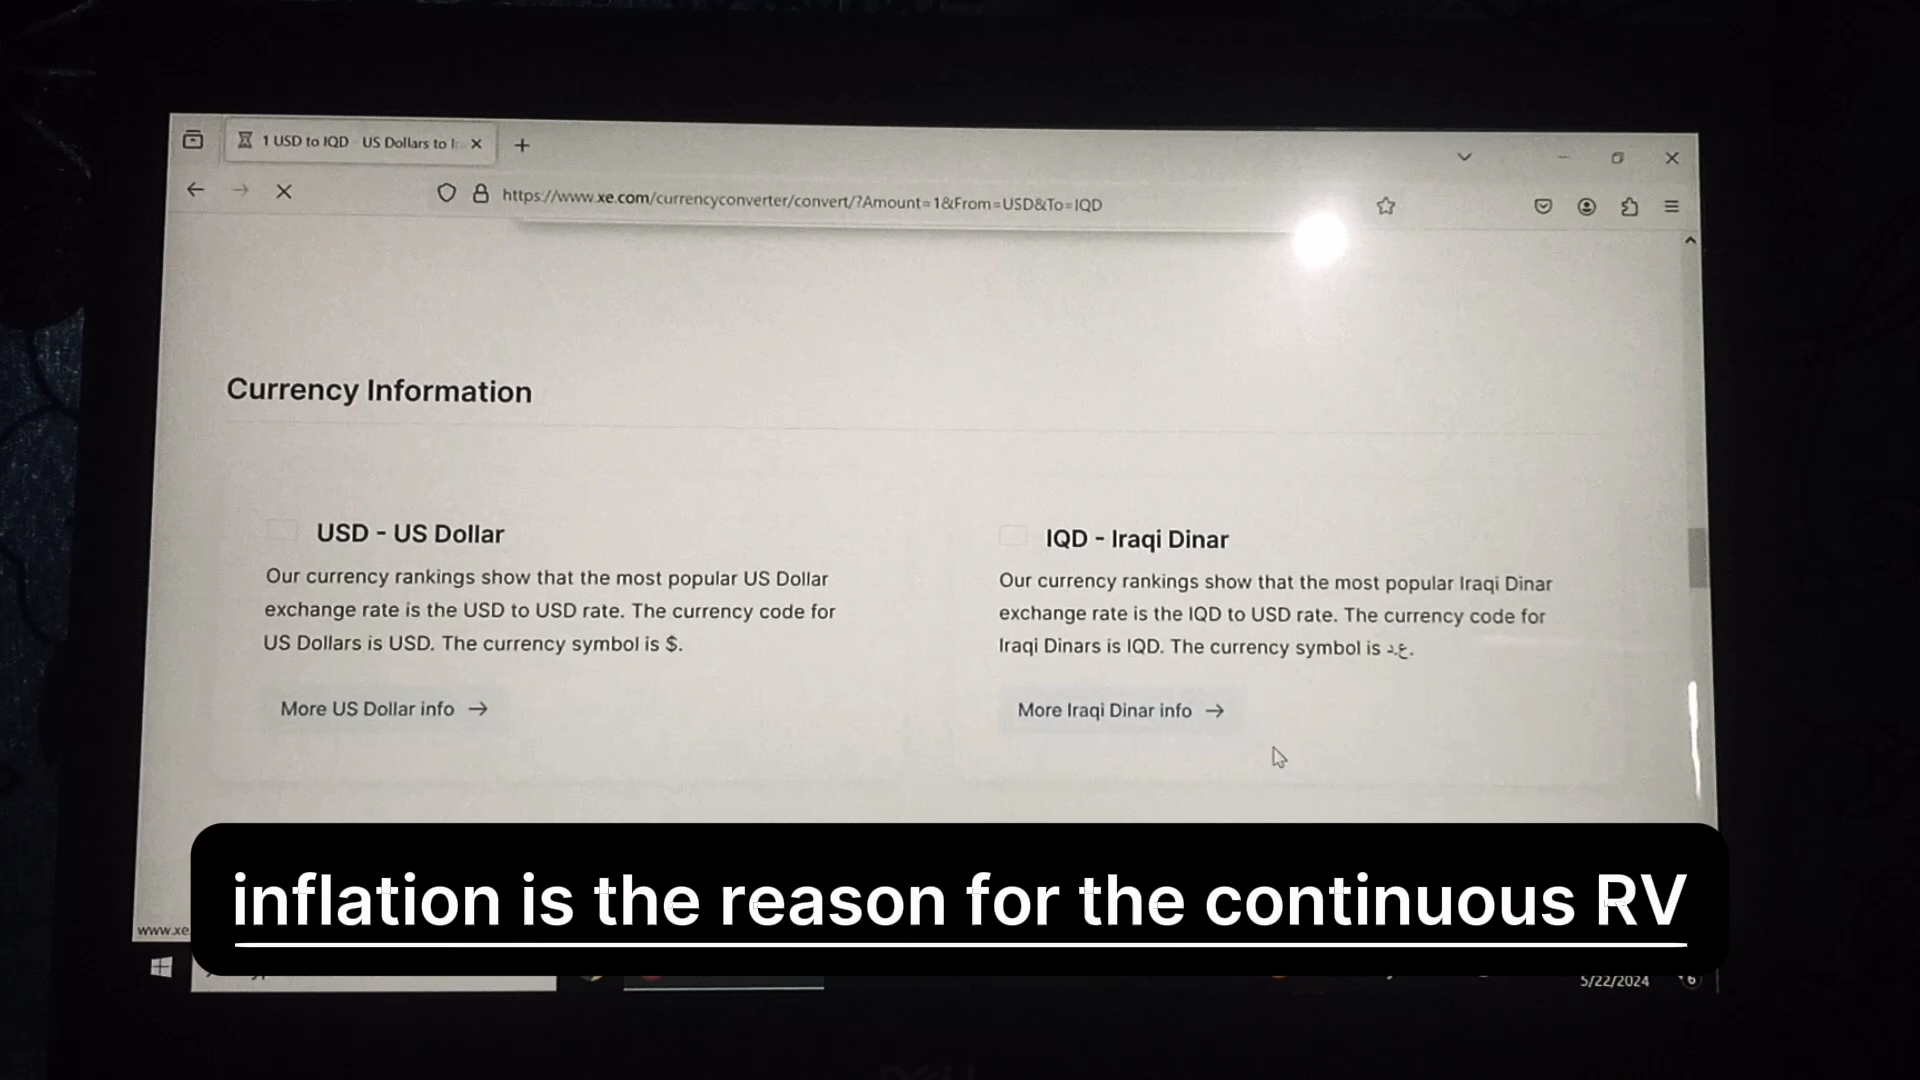 1 USD to IQD - US Dollars to I
https://www.xe.com/currencyconverter/convert/?Amount=1&From=USD&To=IQD
Currency Information
USD - US Dollar
Our currency rankings show that the most popular US Dollar
exchange rate is the USD to USD rate. The currency code for
US Dollars is USD. The currency symbol is $.
More US Dollar info →
IQD - Iraqi Dinar
Our currency rankings show that the most popular Iraqi Dinar
exchange rate is the IQD to USD rate. The currency code for
Iraqi Dinars is IQD. The currency symbol is ع.د.
More Iraqi Dinar info →
inflation is the reason for the continuous RV
www.xe.
5/22/2024
6